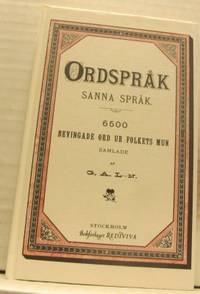 ORDSPRÅK
SANNA SPRÅK.
6500
BEVINGADE ORD UR FOLKETS MUN
SAMLADE
AF
G. A. L-N.
STOCKHOLM
Bokförlaget REDIVIVA